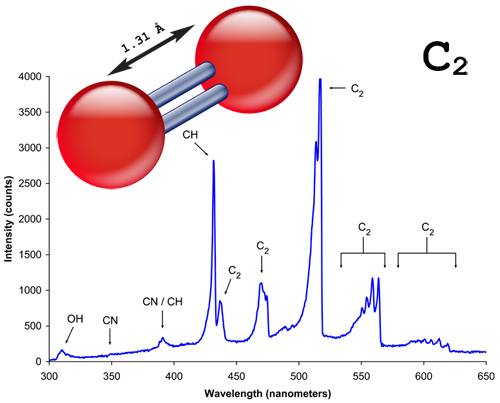 1.31 Å
C2
4000
3500
3000
2500
2000
1500
1000
500
0
Intensity (counts)
OH
CN
CN / CH
CH
C2
C2
C2
C2
C2
300
350
400
450
500
550
600
650
Wavelength (nanometers)